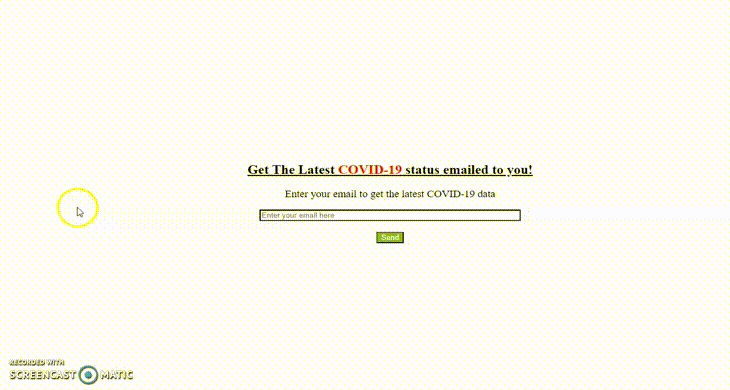 Get The Latest COVID-19 status emailed to you!
Enter your email to get the latest COVID-19 data
Enter your email here
Send
RECORDED WITH
SCREENCAST MATIC